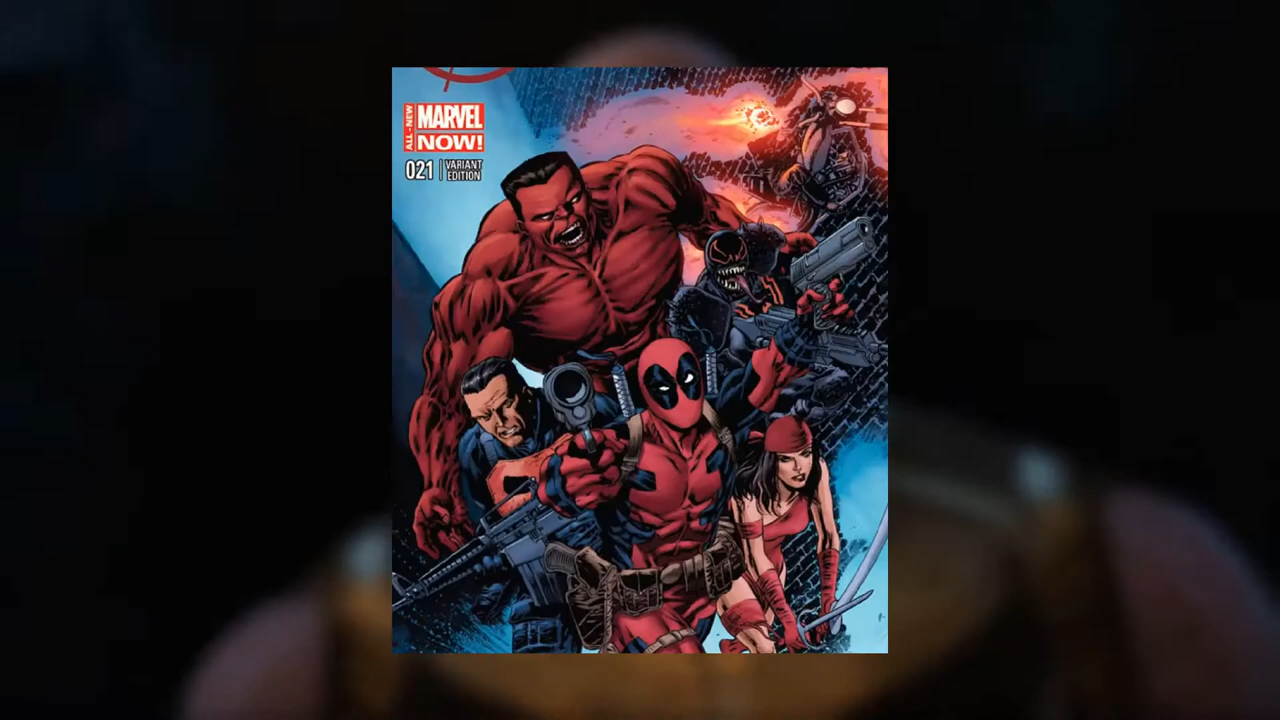 ALL-NEW
MARVEL
NOW!
021 | VARIANT
EDITION